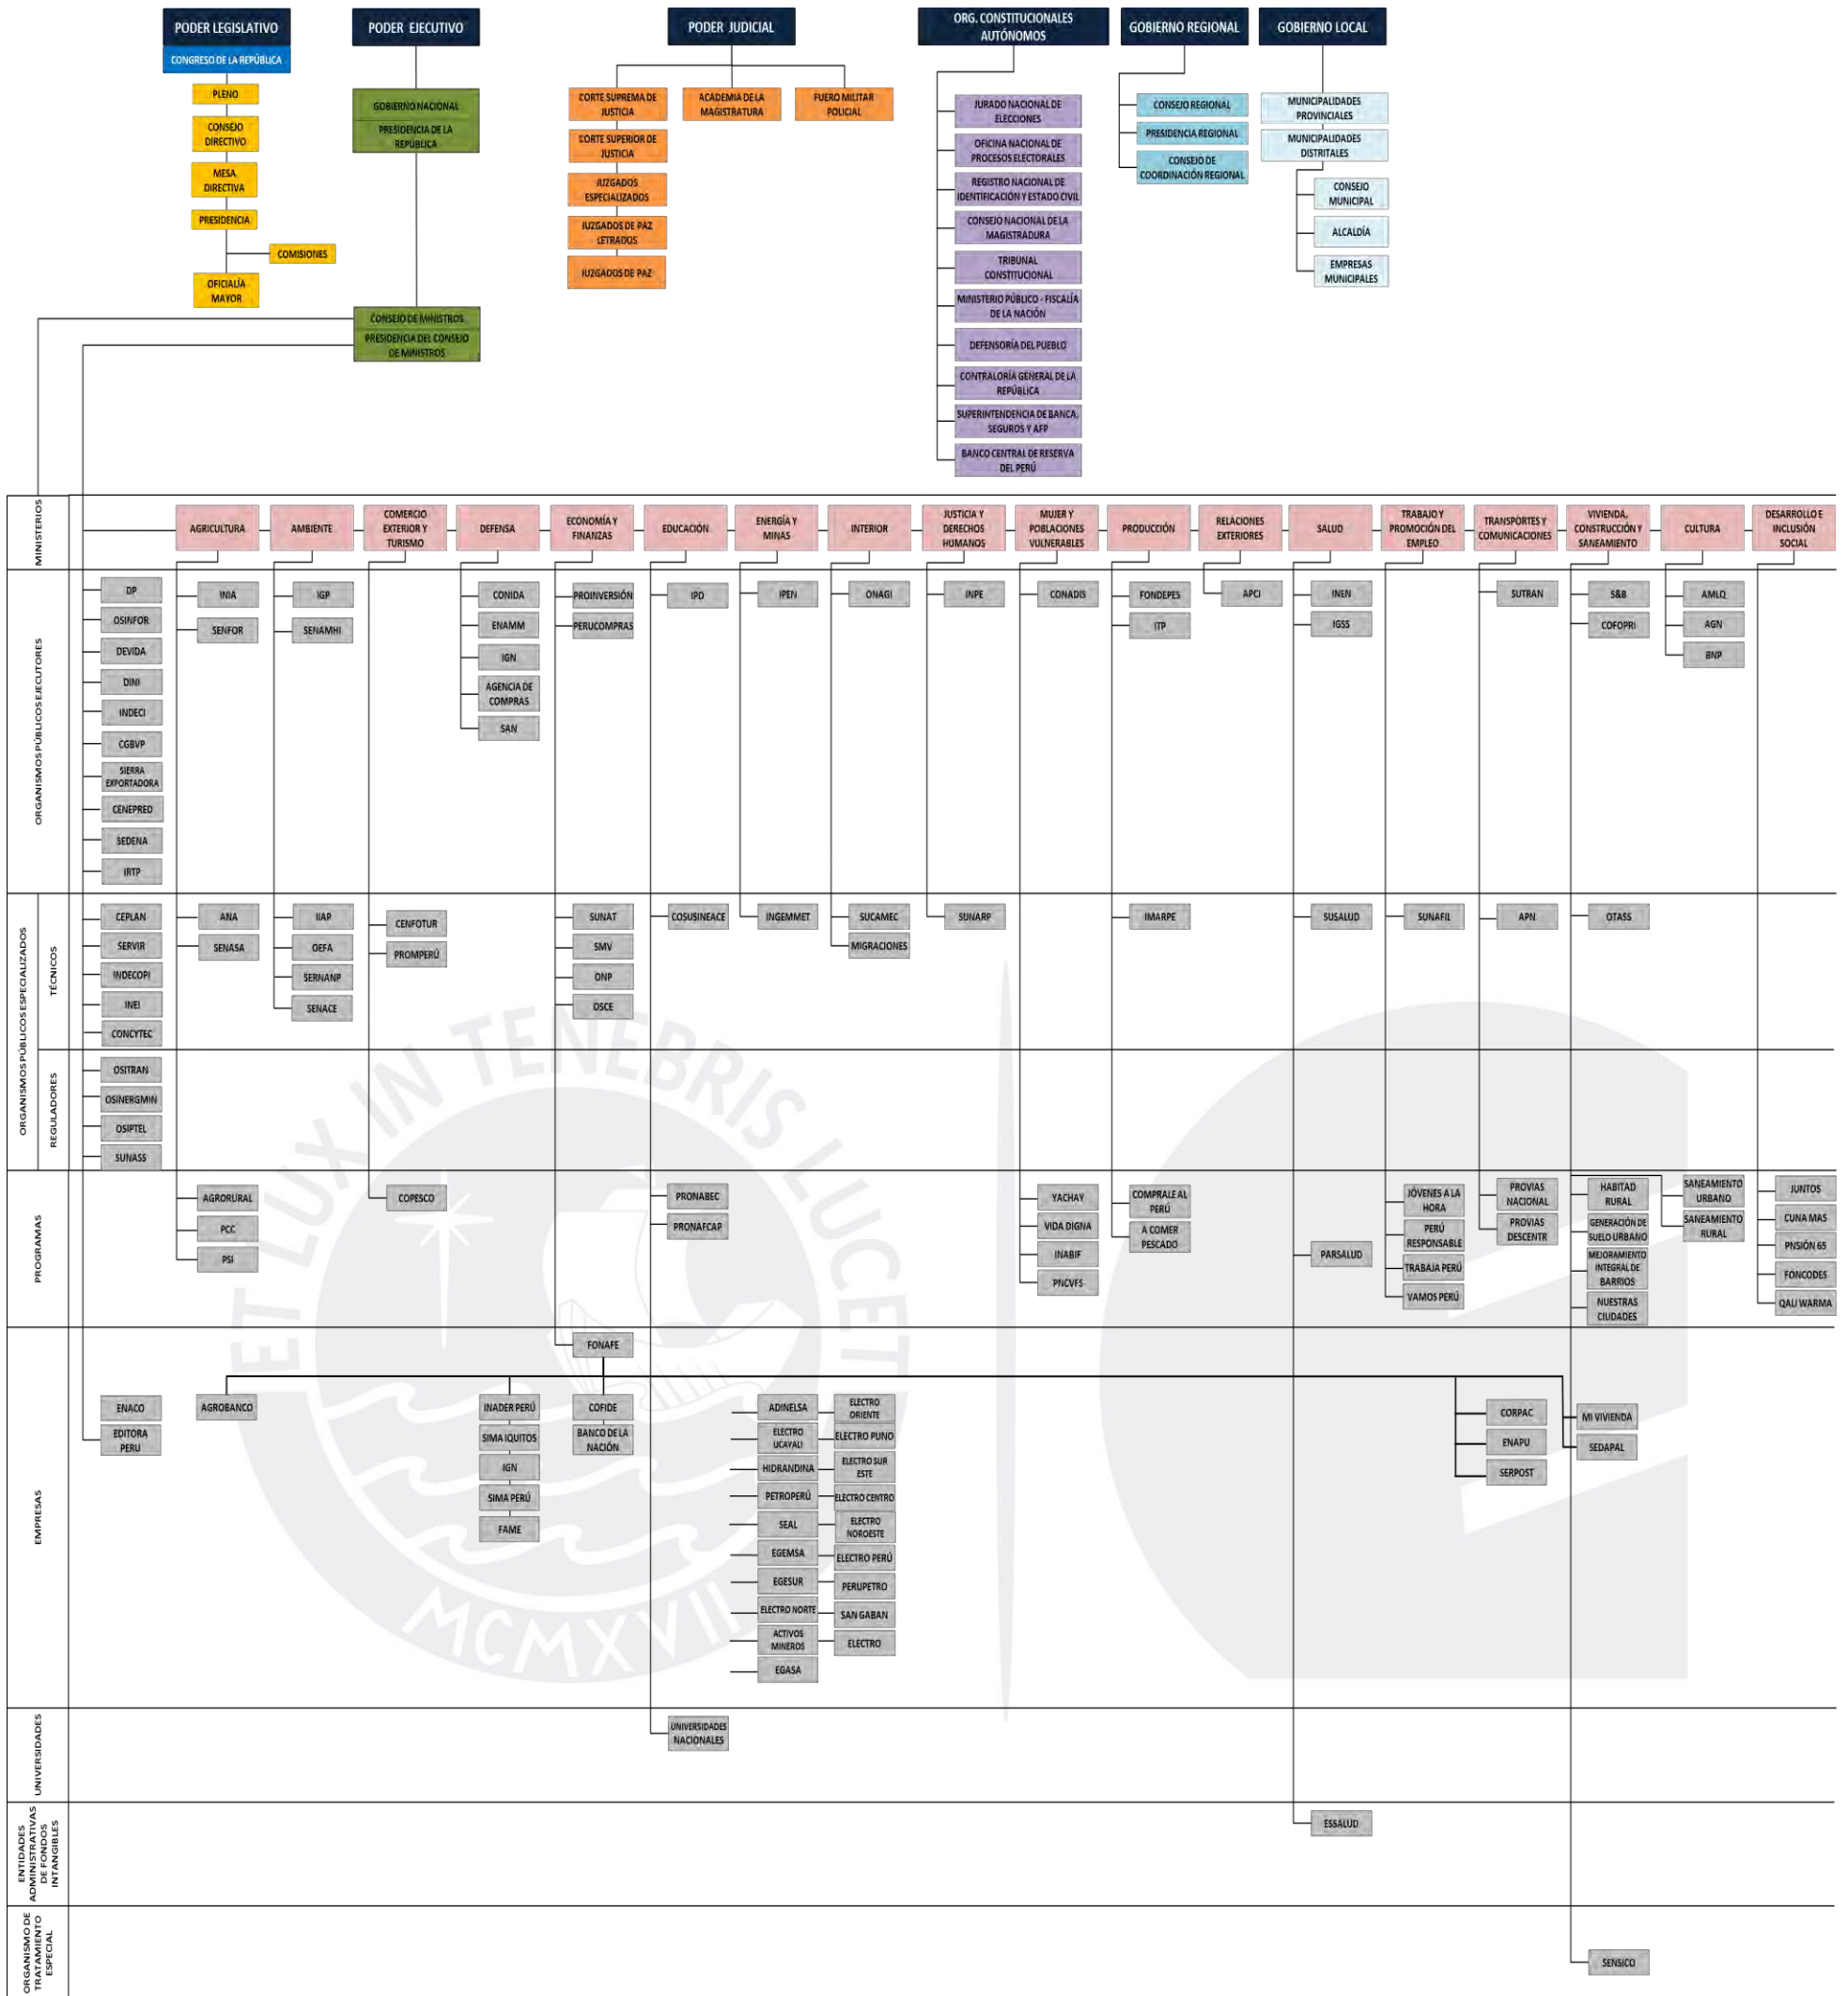 PODER LEGISLATIVO
CONGRESO DE LA REPÚBLICA
PLENO
CONSEJO
DIRECTIVO
MESA
DIRECTIVA
PRESIDENCIA
COMISIONES
OFICIALÍA
MAYOR
PODER EJECUTIVO
GOBIERNO NACIONAL
PRESIDENCIA DE LA
REPÚBLICA
CONSEJO DE MINISTROS
PRESIDENCIA DEL CONSEJO
DE MINISTROS
PODER JUDICIAL
CORTE SUPREMA DE
JUSTICIA
CORTE SUPERIOR DE
JUSTICIA
JUZGADOS
ESPECIALIZADOS
JUZGADOS DE PAZ
LETRADOS
JUZGADOS DE PAZ
ACADEMIA DE LA
MAGISTRATURA
FUERO MILITAR
POLICIAL
ORG. CONSTITUCIONALES
AUTÓNOMOS
JURADO NACIONAL DE
ELECCIONES
OFICINA NACIONAL DE
PROCESOS ELECTORALES
REGISTRO NACIONAL DE
IDENTIFICACIÓN Y ESTADO CIVIL
CONSEJO NACIONAL DE LA
MAGISTRADURA
TRIBUNAL
CONSTITUCIONAL
MINISTERIO PÚBLICO - FISCALÍA
DE LA NACIÓN
DEFENSORÍA DEL PUEBLO
CONTRALORÍA GENERAL DE LA
REPÚBLICA
SUPERINTENDENCIA DE BANCA,
SEGUROS Y AFP
BANCO CENTRAL DE RESERVA
DEL PERÚ
GOBIERNO REGIONAL
CONSEJO REGIONAL
PRESIDENCIA REGIONAL
CONSEJO DE
COORDINACIÓN REGIONAL
GOBIERNO LOCAL
MUNICIPALIDADES
PROVINCIALES
MUNICIPALIDADES
DISTRITALES
CONSEJO
MUNICIPAL
ALCALDÍA
EMPRESAS
MUNICIPALES
MINISTERIOS
AGRICULTURA
AMBIENTE
COMERCIO
EXTERIOR Y
TURISMO
DEFENSA
ECONOMÍA Y
FINANZAS
EDUCACIÓN
ENERGÍA Y
MINAS
INTERIOR
JUSTICIA Y
DERECHOS
HUMANOS
MUJER Y
POBLACIONES
VULNERABLES
PRODUCCIÓN
RELACIONES
EXTERIORES
SALUD
TRABAJO Y
PROMOCIÓN DEL
EMPLEO
TRANSPORTES Y
COMUNICACIONES
VIVIENDA,
CONSTRUCCIÓN Y
SANEAMIENTO
CULTURA
DESARROLLO E
INCLUSIÓN
SOCIAL
ORGANISMOS PÚBLICOS EJECUTORES
DP
OSINFOR
DEVIDA
DINI
INDECI
CGBVP
SIERRA
EXPORTADORA
CENEPRED
SEDENA
IRTP
INIA
SENFOR
IGP
SENAMHI
CONIDA
ENAMM
IGN
AGENCIA DE
COMPRAS
SAN
PROINVERSIÓN
PERUCOMPRAS
IPD
IPEN
ONAGI
INPE
CONADIS
FONDEPES
ITP
APCI
INEN
IGSS
SUTRAN
S&B
COFOPRI
AMLQ
AGN
BNP
ORGANISMOS PÚBLICOS ESPECIALIZADOS
TÉCNICOS
CEPLAN
SERVIR
INDECOPI
INEI
CONCYTEC
ANA
SENASA
IIAP
OEFA
SERNANP
SENACE
CENFOTUR
PROMPERÚ
SUNAT
SMV
ONP
OSCE
COSUSINEACE
INGEMMET
SUCAMEC
MIGRACIONES
SUNARP
IMARPE
SUSALUD
SUNAFIL
APN
OTASS
REGULADORES
OSITRAN
OSINERGMIN
OSIPTEL
SUNASS
PROGRAMAS
AGRORURAL
PCC
PSI
COPESCO
PRONABEC
PRONAFCAP
YACHAY
VIDA DIGNA
INABIF
PNCVFS
COMPRALE AL
PERÚ
A COMER
PESCADO
PARSALUD
JÓVENES A LA
HORA
PERÚ
RESPONSABLE
TRABAJA PERÚ
VAMOS PERÚ
PROVIAS
NACIONAL
PROVIAS
DESCENTR
HABITAD
RURAL
GENERACIÓN DE
SUELO URBANO
MEJORAMIENTO
INTEGRAL DE
BARRIOS
NUESTRAS
CIUDADES
SANEAMIENTO
URBANO
SANEAMIENTO
RURAL
JUNTOS
CUNA MAS
PNSIÓN 65
FONCODES
QALI WARMA
EMPRESAS
FONAFE
ENACO
EDITORA
PERU
AGROBANCO
INADER PERÚ
SIMA IQUITOS
IGN
SIMA PERÚ
FAME
COFIDE
BANCO DE LA
NACIÓN
ADINELSA
ELECTRO
UCAYALI
HIDRANDINA
PETROPERÚ
SEAL
EGEMSA
EGESUR
ELECTRO NORTE
ACTIVOS
MINEROS
EGASA
ELECTRO
ORIENTE
ELECTRO PUNO
ELECTRO SUR
ESTE
ELECTRO CENTRO
ELECTRO
NOROESTE
ELECTRO PERÚ
PERUPETRO
SAN GABAN
ELECTRO
CORPAC
ENAPU
SERPOST
MI VIVIENDA
SEDAPAL
UNIVERSIDADES
UNIVERSIDADES
NACIONALES
ENTIDADES
ADMINISTRATIVAS
DE FONDOS
INTANGIBLES
ESSALUD
ORGANISMO DE
TRATAMIENTO
ESPECIAL
SENSICO
ET LUX IN TENEBRIS LUCET
MCMXVII